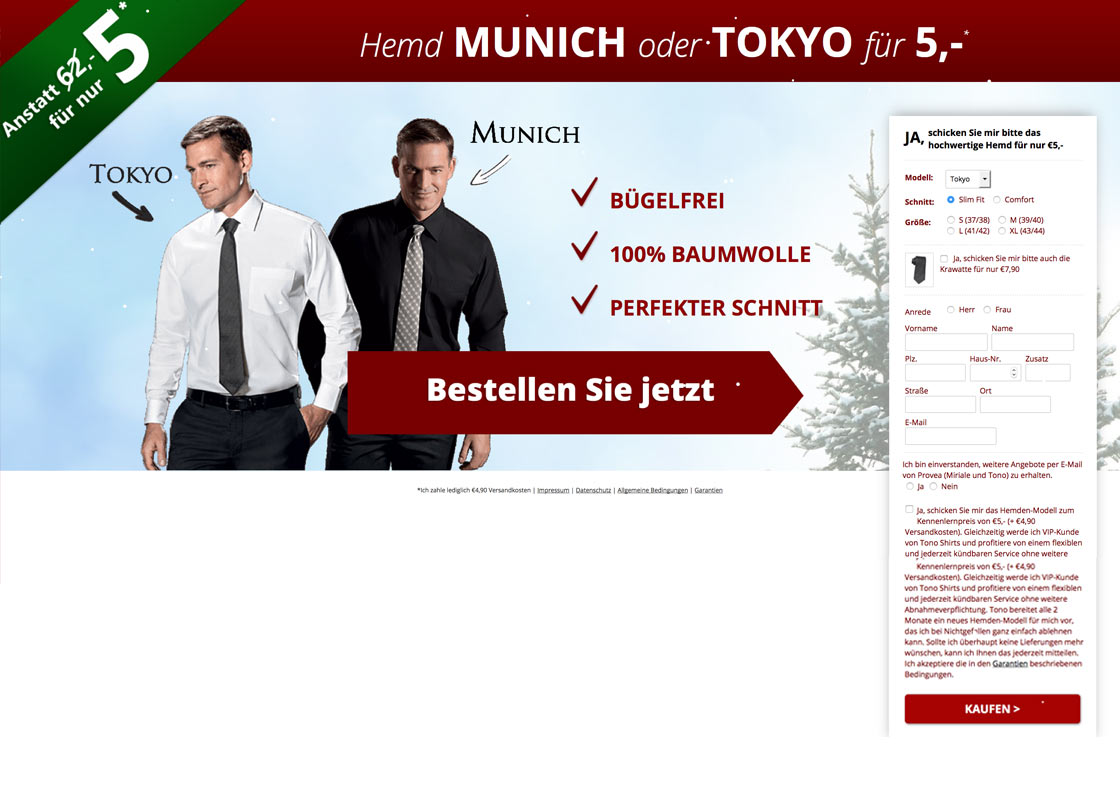 Anstatt 62,-
für nur 5*
Hemd MUNICH oder TOKYO für 5,-*
TOKYO
MUNICH
BÜGELFREI
100% BAUMWOLLE
PERFEKTER SCHNITT
Bestellen Sie jetzt
*Ich zahle lediglich €4,90 Versandkosten | Impressum | Datenschutz | Allgemeine Bedingungen | Garantien
JA, schicken Sie mir bitte das
hochwertige Hemd für nur €5,-
Modell: Tokyo
Schnitt: Slim Fit Comfort
Größe: S (37/38) M (39/40)
L (41/42) XL (43/44)
Ja, schicken Sie mir bitte auch die
Krawatte für nur €7,90
Anrede Herr Frau
Vorname Name
Plz. Haus-Nr. Zusatz
Straße Ort
E-Mail
Ich bin einverstanden, weitere Angebote per E-Mail
von Provea (Miriale und Tono) zu erhalten.
Ja Nein
Ja, schicken Sie mir das Hemden-Modell zum
Kennenlernpreis von €5,- (+ €4,90
Versandkosten). Gleichzeitig werde ich VIP-Kunde
von Tono Shirts und profitiere von einem flexiblen
und jederzeit kündbaren Service ohne weitere
Kennenlernpreis von €5,- (+ €4,90
Versandkosten). Gleichzeitig werde ich VIP-Kunde
von Tono Shirts und profitiere von einem flexiblen
und jederzeit kündbaren Service ohne weitere
Abnahmeverpflichtung. Tono bereitet alle 2
Monate ein neues Hemden-Modell für mich vor,
das ich bei Nichtgefallen ganz einfach ablehnen
kann. Sollte ich überhaupt keine Lieferungen mehr
wünschen, kann ich Ihnen das jederzeit mitteilen.
Ich akzeptiere die in den Garantien beschriebenen
Bedingungen.
KAUFEN >